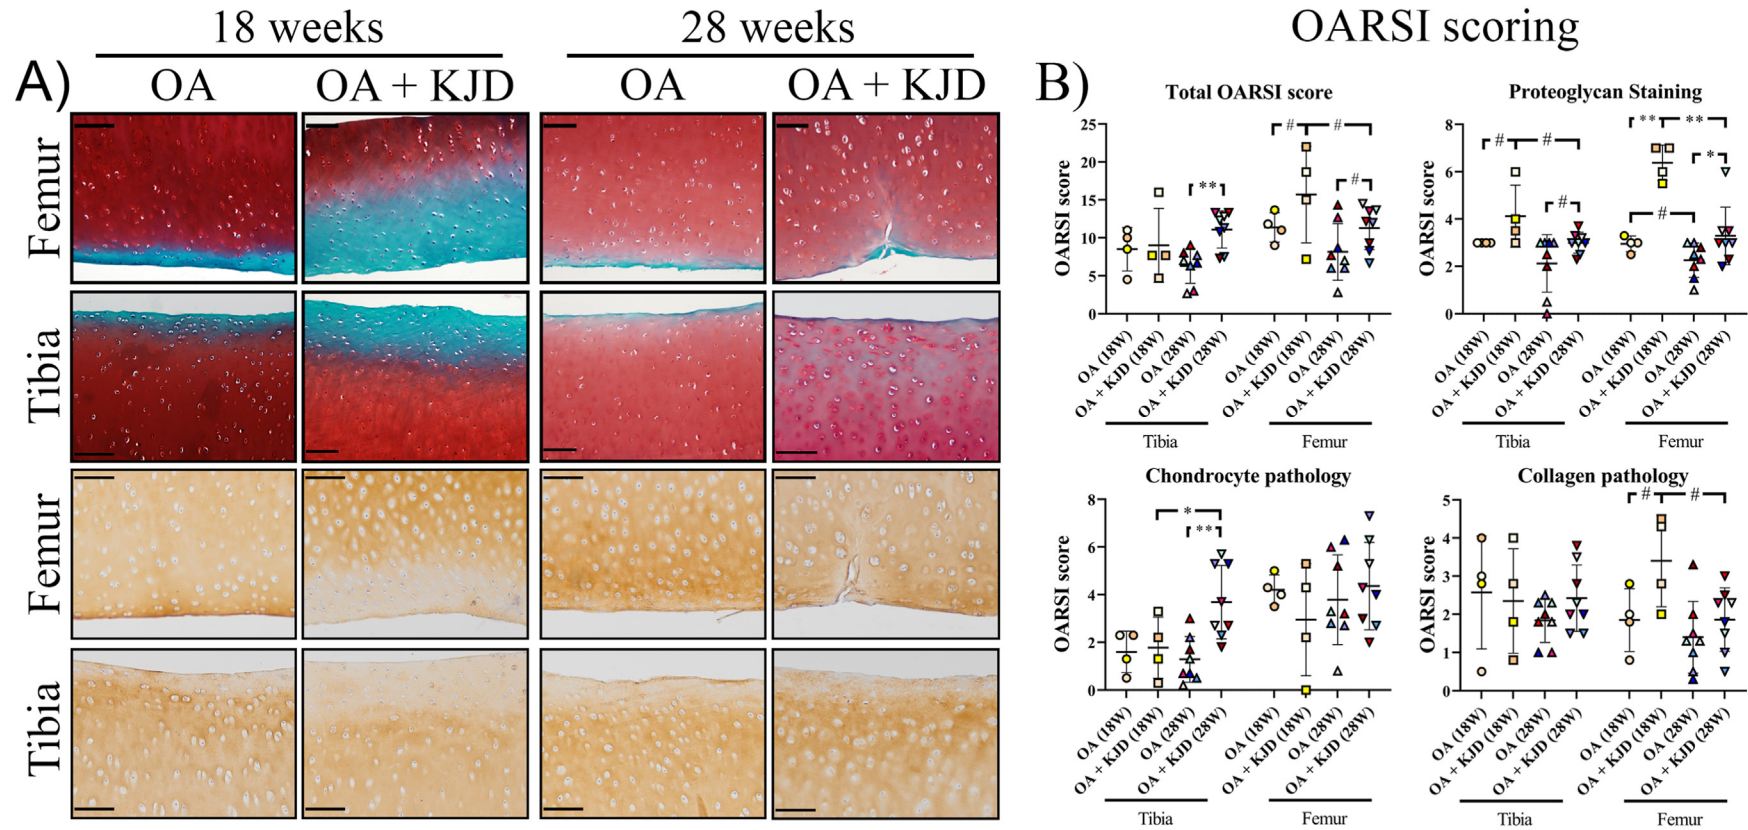 18 weeks
28 weeks
OARSI scoring
A)
OA
OA + KJD
OA
OA + KJD
Femur
Tibia
Femur
Tibia
B)
Total OARSI score
OARSI score
25
20
15
10
5
0
**
#
#
#
OA (18W)
OA + KJD (18W)
OA (28W)
OA + KJD (28W)
OA (18W)
OA + KJD (18W)
OA (28W)
OA + KJD (28W)
Tibia
Femur
Proteoglycan Staining
OARSI score
8
6
4
2
0
#
#
#
**
**
*
#
OA (18W)
OA + KJD (18W)
OA (28W)
OA + KJD (28W)
OA (18W)
OA + KJD (18W)
OA (28W)
OA + KJD (28W)
Tibia
Femur
Chondrocyte pathology
OARSI score
8
6
4
2
0
*
**
OA (18W)
OA + KJD (18W)
OA (28W)
OA + KJD (28W)
OA (18W)
OA + KJD (18W)
OA (28W)
OA + KJD (28W)
Tibia
Femur
Collagen pathology
OARSI score
5
4
3
2
1
0
#
#
OA (18W)
OA + KJD (18W)
OA (28W)
OA + KJD (28W)
OA (18W)
OA + KJD (18W)
OA (28W)
OA + KJD (28W)
Tibia
Femur